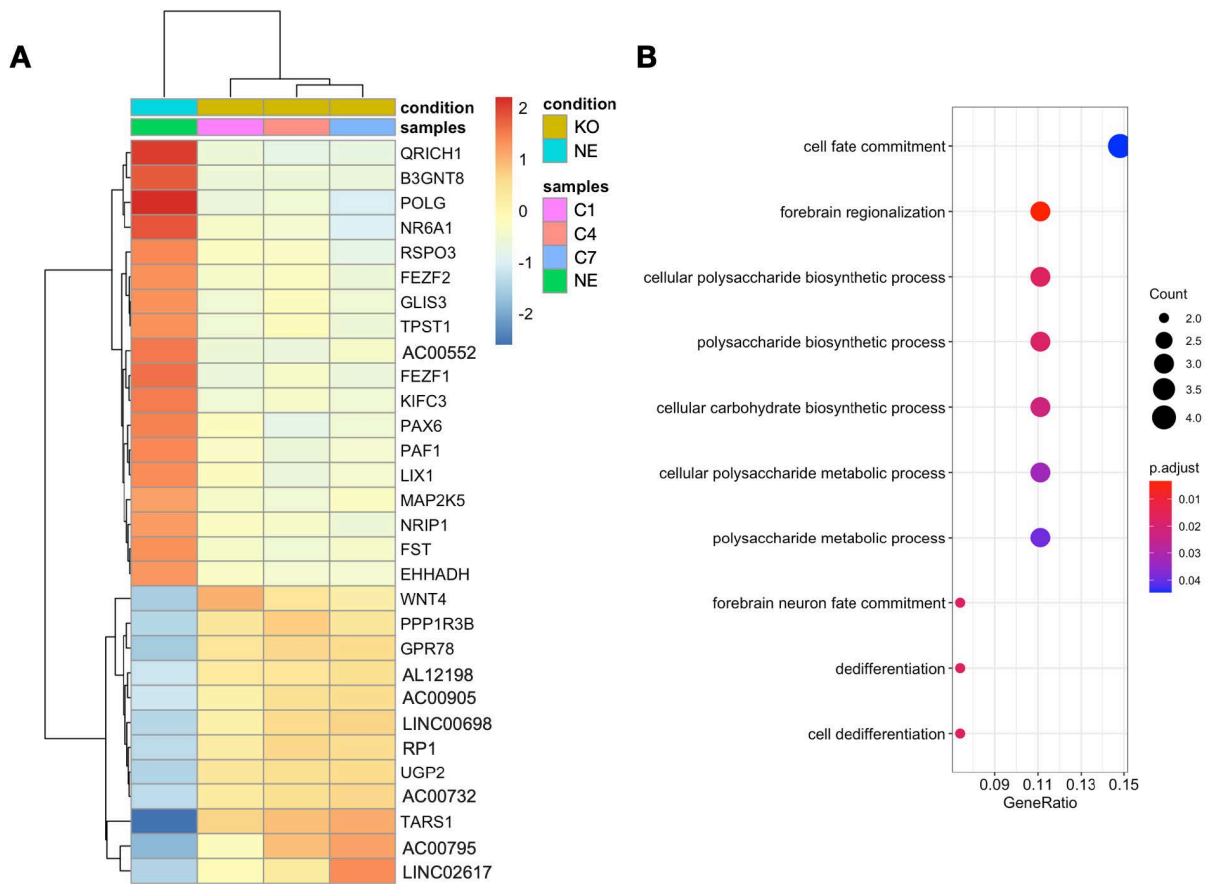 A
condition
samples
QRICH1
B3GNT8
POLG
NR6A1
RSPO3
FEZF2
GLIS3
TPST1
AC00552
FEZF1
KIFC3
PAX6
PAF1
LIX1
MAP2K5
NRIP1
FST
EHHADH
WNT4
PPP1R3B
GPR78
AL12198
AC00905
LINC00698
RP1
UGP2
AC00732
TARS1
AC00795
LINC02617
2
1
0
-1
-2
condition
KO
NE
samples
C1
C4
C7
NE
B
cell fate commitment
forebrain regionalization
cellular polysaccharide biosynthetic process
polysaccharide biosynthetic process
cellular carbohydrate biosynthetic process
cellular polysaccharide metabolic process
polysaccharide metabolic process
forebrain neuron fate commitment
dedifferentiation
cell dedifferentiation
0.09 0.11 0.13 0.15
GeneRatio
Count
2.0
2.5
3.0
3.5
4.0
p.adjust
0.01
0.02
0.03
0.04